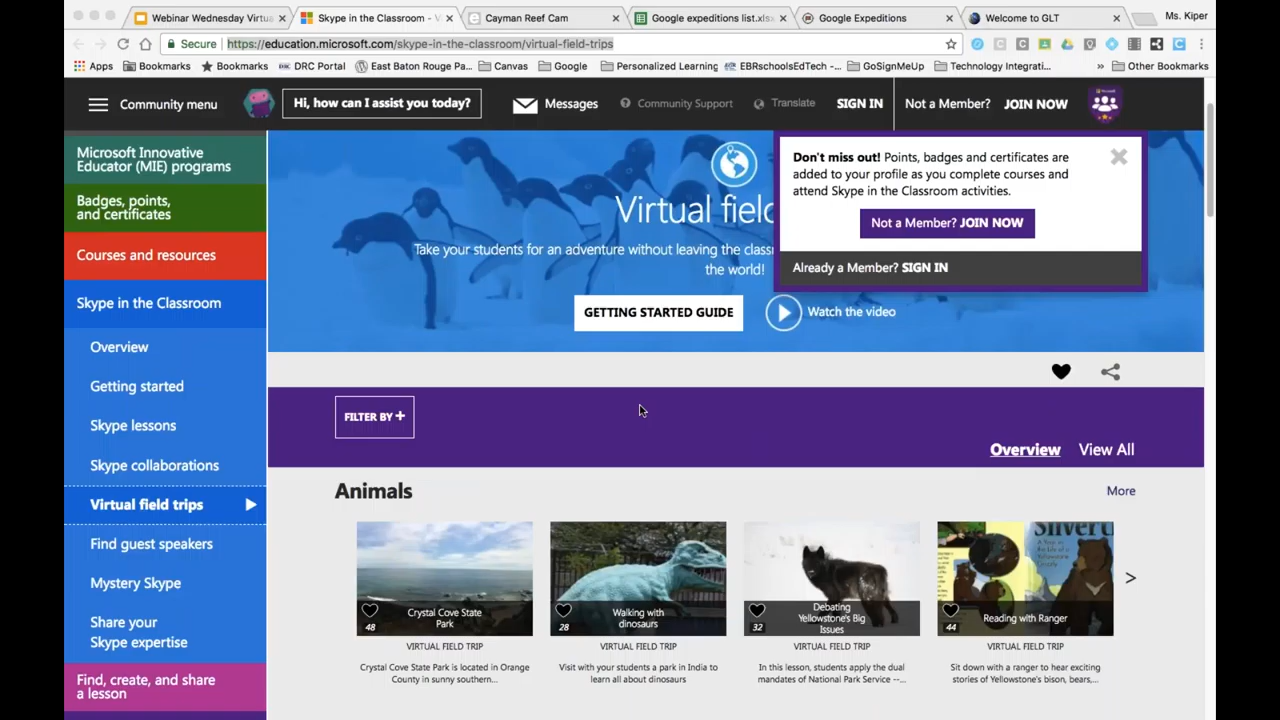 Webinar Wednesday Virtua
Skype in the Classroom - V
Cayman Reef Cam
Google expeditions list.xlsx
Google Expeditions
Welcome to GLT
Ms. Kiper
Secure
https://education.microsoft.com/skype-in-the-classroom/virtual-field-trips
Apps
Bookmarks
Bookmarks
DRC Portal
East Baton Rouge Pa...
Canvas
Google
Personalized Learning
EBRschoolsEdTech -...
GoSignMeUp
Technology Integrati...
»
Other Bookmarks
Community menu
Hi, how can I assist you today?
Messages
Community Support
Translate
SIGN IN
Not a Member? JOIN NOW
Microsoft Innovative
Educator (MIE) programs
Badges, points,
and certificates
Courses and resources
Skype in the Classroom
Overview
Getting started
Skype lessons
Skype collaborations
Virtual field trips
Find guest speakers
Mystery Skype
Share your
Skype expertise
Find, create, and share
a lesson
Virtual field
Take your students for an adventure without leaving the class
the world!
GETTING STARTED GUIDE
Watch the video
Don't miss out! Points, badges and certificates are
added to your profile as you complete courses and
attend Skype in the Classroom activities.
Not a Member? JOIN NOW
Already a Member? SIGN IN
FILTER BY +
Overview
View All
Animals
More
Crystal Cove State
Park
48
VIRTUAL FIELD TRIP
Crystal Cove State Park is located in Orange
County in sunny southern...
Walking with
dinosaurs
28
VIRTUAL FIELD TRIP
Visit with your students a park in India to
learn all about dinosaurs
Debating
Yellowstone's Big
Issues
32
VIRTUAL FIELD TRIP
In this lesson, students apply the dual
mandates of National Park Service --...
Reading with Ranger
44
VIRTUAL FIELD TRIP
Sit down with a ranger to hear exciting
stories of Yellowstone's bison, bears,...
>